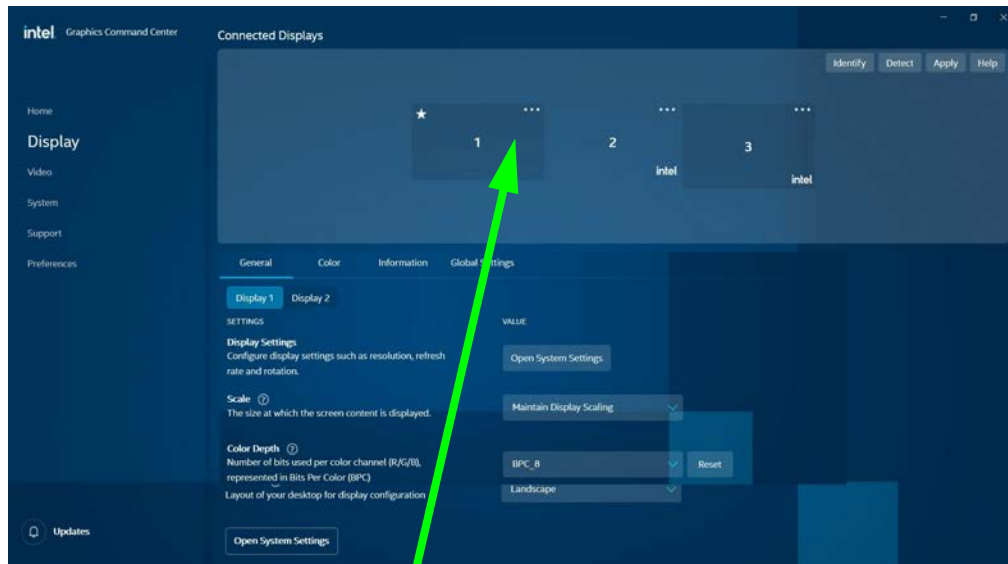 intel. Graphics Command Center
Connected Displays
Identify Detect Apply Help
Home
Display
Video
System
Support
Preferences
1
2
intel
3
intel
General Color Information Global Settings
Display 1 Display 2
SETTINGS VALUE
Display Settings
Configure display settings such as resolution, refresh
rate and rotation.
Open System Settings
Scale ?
The size at which the screen content is displayed.
Maintain Display Scaling
Color Depth ?
Number of bits used per color channel (R/G/B),
represented in Bits Per Color (BPC)
BPC_8 Reset
Layout of your desktop for display configuration
Landscape
Updates
Open System Settings